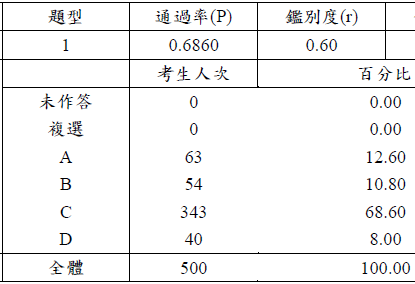 題型 通過率(P) 鑑別度(r)
1 0.6860 0.60
考生人次 百分比
未作答 0 0.00
複選 0 0.00
A 63 12.60
B 54 10.80
C 343 68.60
D 40 8.00
全體 500 100.00